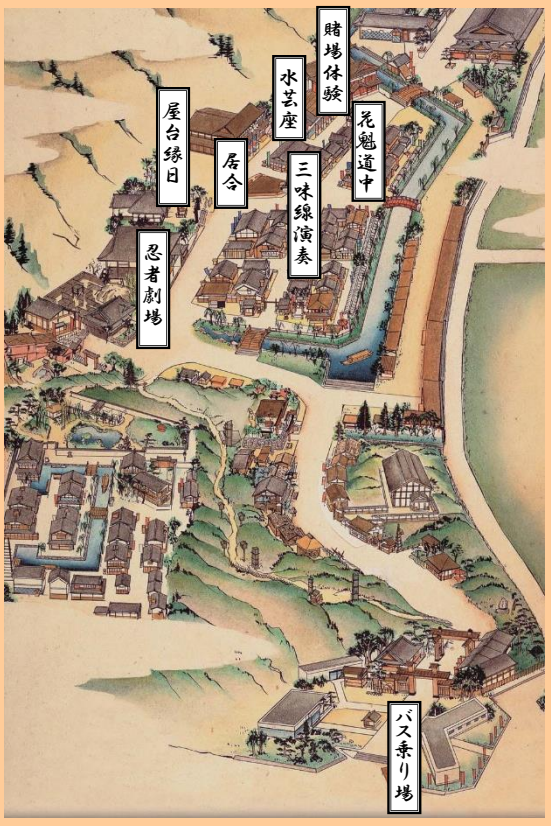 賭場体験
水芸座
花魁道中
屋台縁日
居合
三味線演奏
忍者劇場
バス乗り場